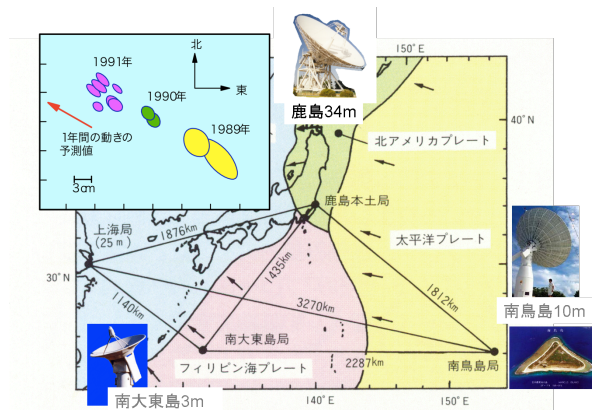 北
東
1991年
1990年
1989年
1年間の動きの
予測値
3cm
鹿島34m
150°E
40°N
北アメリカプレート
鹿島本土局
上海局
(25m)
1876km
太平洋プレート
1435km
1812km
30°N
1140km
3270km
南鳥島10m
南大東島局
2287km
南鳥島局
フィリピン海プレート
南大東島3m
140°E
150°E